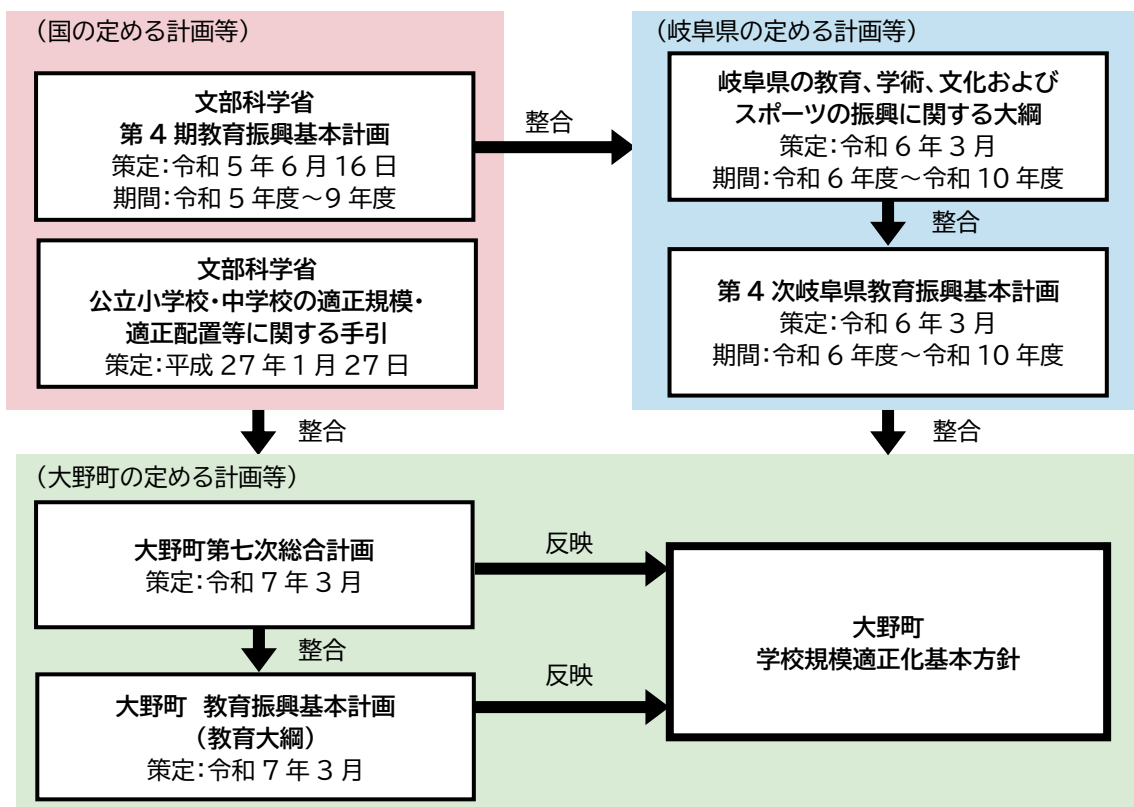 （国の定める計画等）
文部科学省
第4期教育振興基本計画
策定：令和5年6月16日
期間：令和5年度～9年度
文部科学省
公立小学校・中学校の適正規模・
適正配置等に関する手引
策定：平成27年1月27日
整合
（岐阜県の定める計画等）
岐阜県の教育、学術、文化および
スポーツの振興に関する大綱
策定：令和6年3月
期間：令和6年度～令和10年度
整合
第4次岐阜県教育振興基本計画
策定：令和6年3月
期間：令和6年度～令和10年度
整合
整合
（大野町の定める計画等）
大野町第七次総合計画
策定：令和7年3月
整合
大野町　教育振興基本計画
（教育大綱）
策定：令和7年3月
反映
反映
大野町
学校規模適正化基本方針